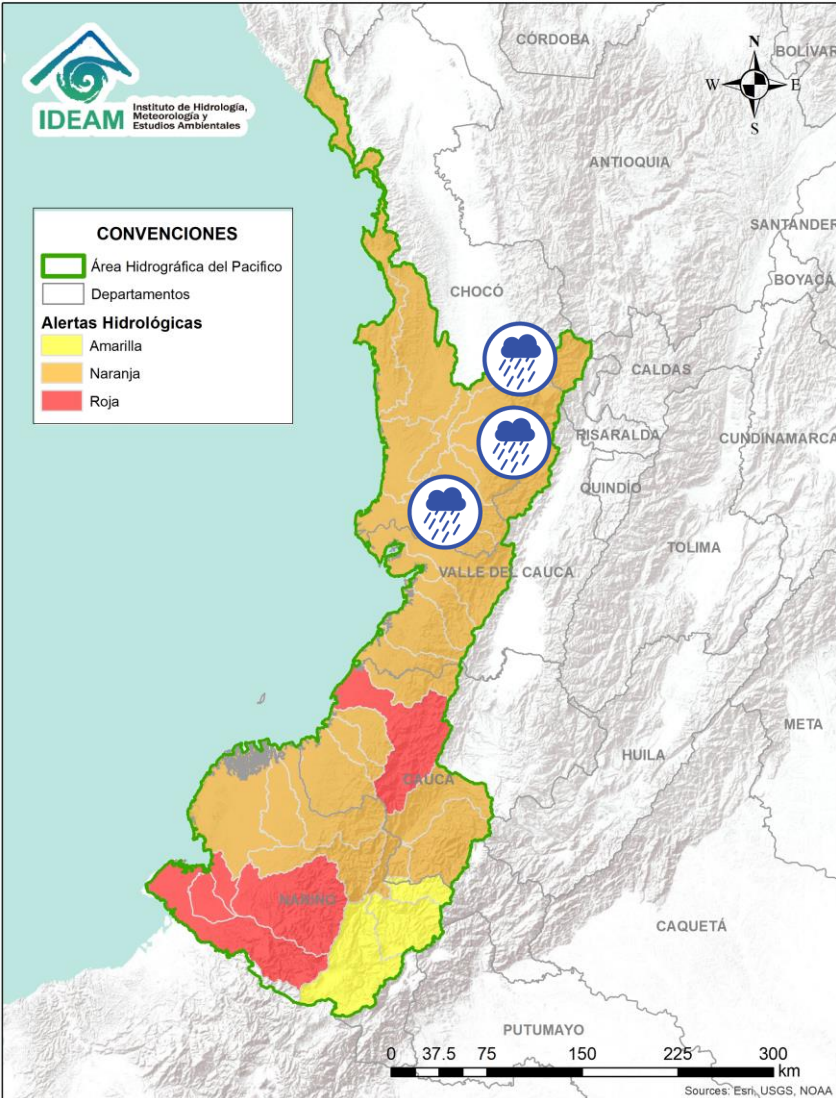 IDEAM
Instituto de Hidrología,
Meteorología y
Estudios Ambientales
CÓRDOBA
BOLÍVAR
N
W
E
S
ANTIOQUIA
SANTANDER
BOYACÁ
CONVENCIONES
Área Hidrográfica del Pacifico
Departamentos
Alertas Hidrológicas
Amarilla
Naranja
Roja
CHOCÓ
CALDAS
RISARALDA
CUNDINAMARCA
QUINDÍO
TOLIMA
VALLE DEL CAUCA
META
HUILA
CAUCA
NARIÑO
CAQUETÁ
PUTUMAYO
0 37.5 75 150 225 300
km
Sources: Esri, USGS, NOAA